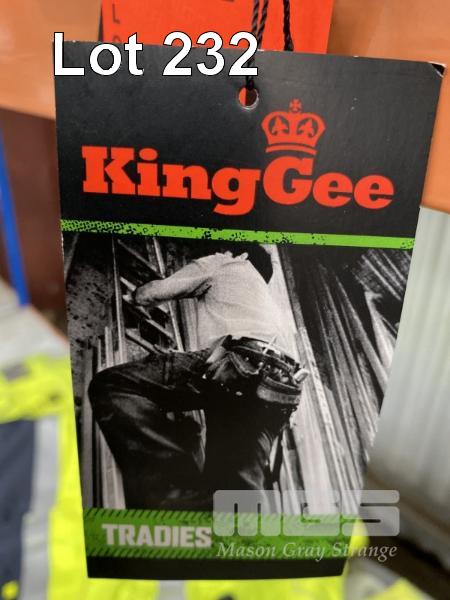 Lot 232
KingGee
TRADIES
MGS
Mason Gray Strange